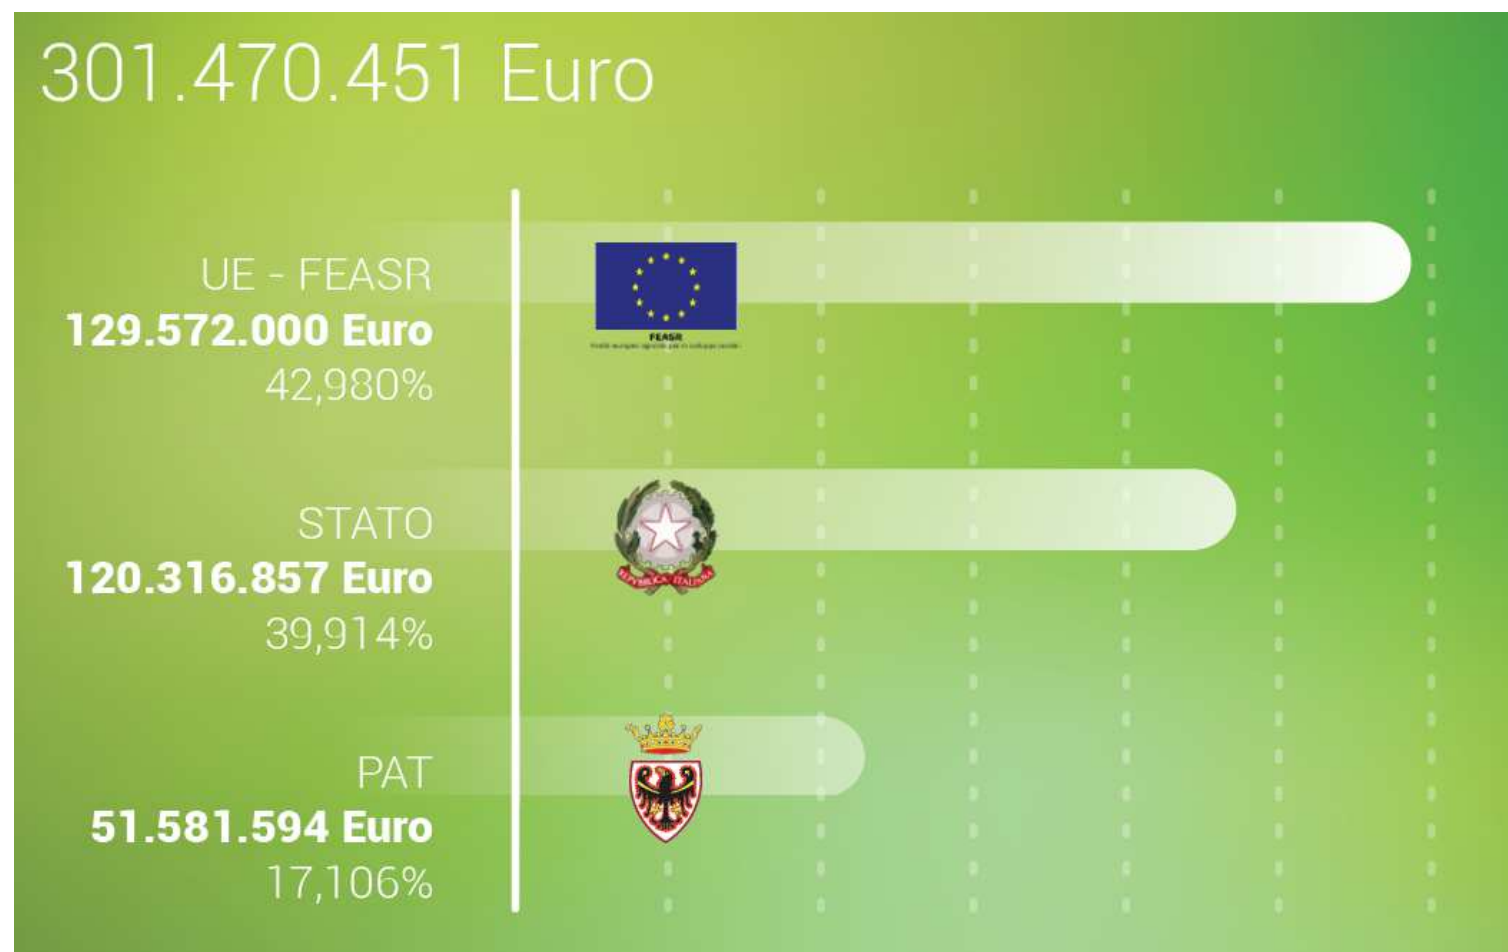 301.470.451 Euro
UE - FEASR
129.572.000 Euro
42,980%
FEASR
STATO
120.316.857 Euro
39,914%
REPVBBLICA ITALIANA
PAT
51.581.594 Euro
17,106%